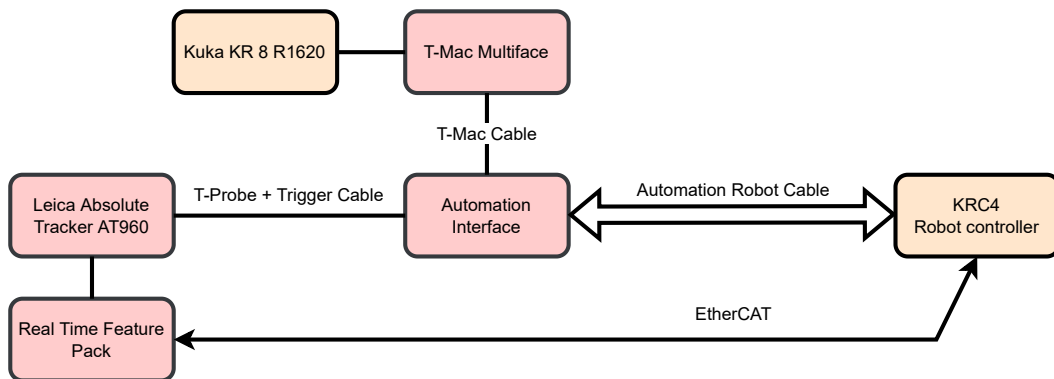 Kuka KR 8 R1620
T-Mac Multiface
T-Mac Cable
Leica Absolute
Tracker AT960
T-Probe + Trigger Cable
Automation
Interface
Automation Robot Cable
KRC4
Robot controller
Real Time Feature
Pack
EtherCAT